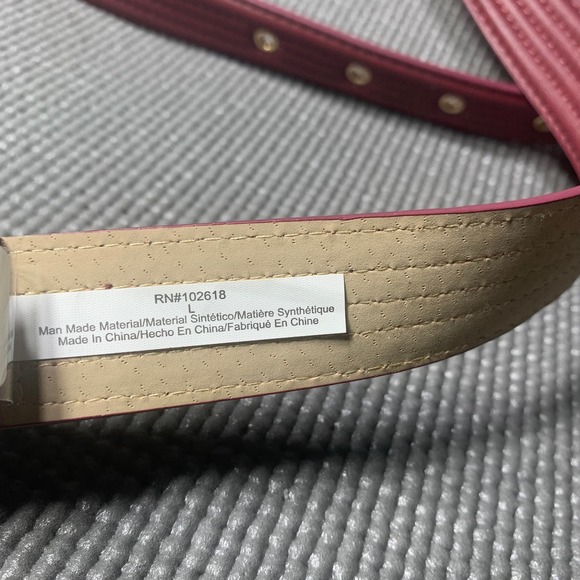 RN#102618
L
Man Made Material/Material Sintético/Matière Synthétique
Made In China/Hecho En China/Fabriqué En Chine